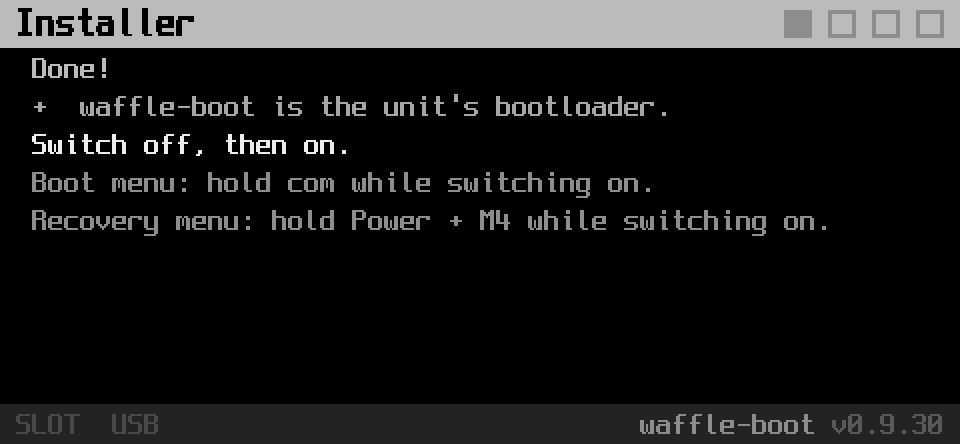 Installer
Done!
+ waffle-boot is the unit's bootloader.
Switch off, then on.
Boot menu: hold com while switching on.
Recovery menu: hold Power + M4 while switching on.
SLOT USB waffle-boot v0.9.30